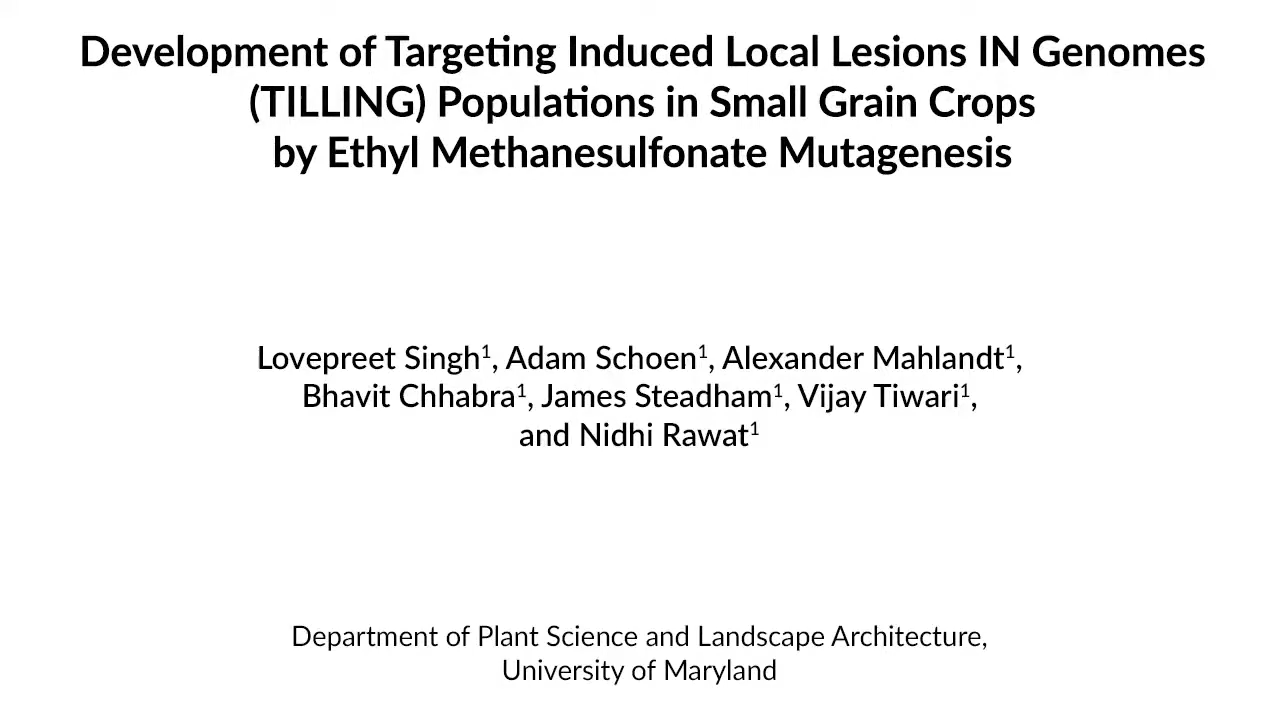 Development of Targeting Induced Local Lesions IN Genomes
(TILLING) Populations in Small Grain Crops
by Ethyl Methanesulfonate Mutagenesis
Lovepreet Singh¹, Adam Schoen¹, Alexander Mahlandt¹,
Bhavit Chhabra¹, James Steadham¹, Vijay Tiwari¹,
and Nidhi Rawat¹
Department of Plant Science and Landscape Architecture,
University of Maryland